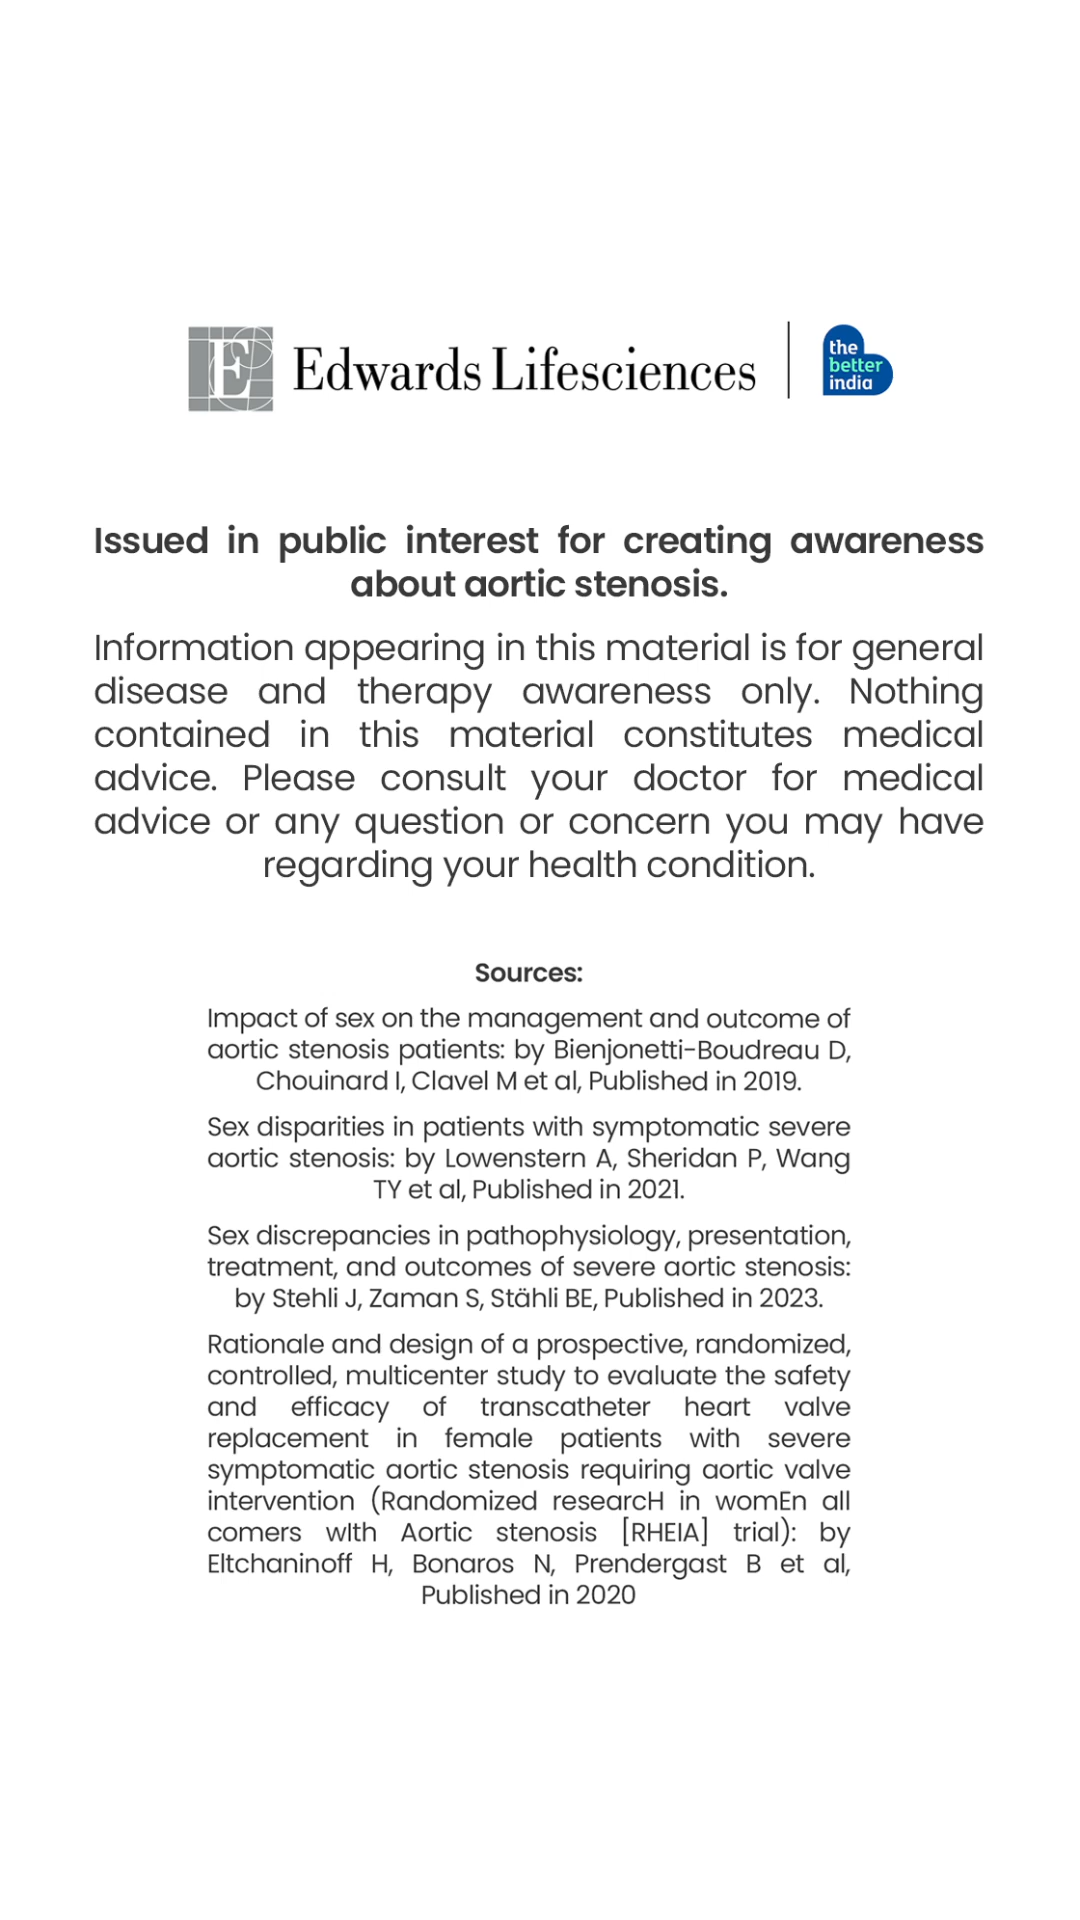 E Edwards Lifesciences
the
better
india
Issued in public interest for creating awareness
about aortic stenosis.
Information appearing in this material is for general
disease and therapy awareness only. Nothing
contained in this material constitutes medical
advice. Please consult your doctor for medical
advice or any question or concern you may have
regarding your health condition.
Sources:
Impact of sex on the management and outcome of
aortic stenosis patients: by Bienjonetti-Boudreau D,
Chouinard I, Clavel M et al, Published in 2019.
Sex disparities in patients with symptomatic severe
aortic stenosis: by Lowenstern A, Sheridan P, Wang
TY et al, Published in 2021.
Sex discrepancies in pathophysiology, presentation,
treatment, and outcomes of severe aortic stenosis:
by Stehli J, Zaman S, Stähli BE, Published in 2023.
Rationale and design of a prospective, randomized,
controlled, multicenter study to evaluate the safety
and efficacy of transcatheter heart valve
replacement in female patients with severe
symptomatic aortic stenosis requiring aortic valve
intervention (Randomized researcH in womEn all
comers wIth Aortic stenosis [RHEIA] trial): by
Eltchaninoff H, Bonaros N, Prendergast B et al,
Published in 2020